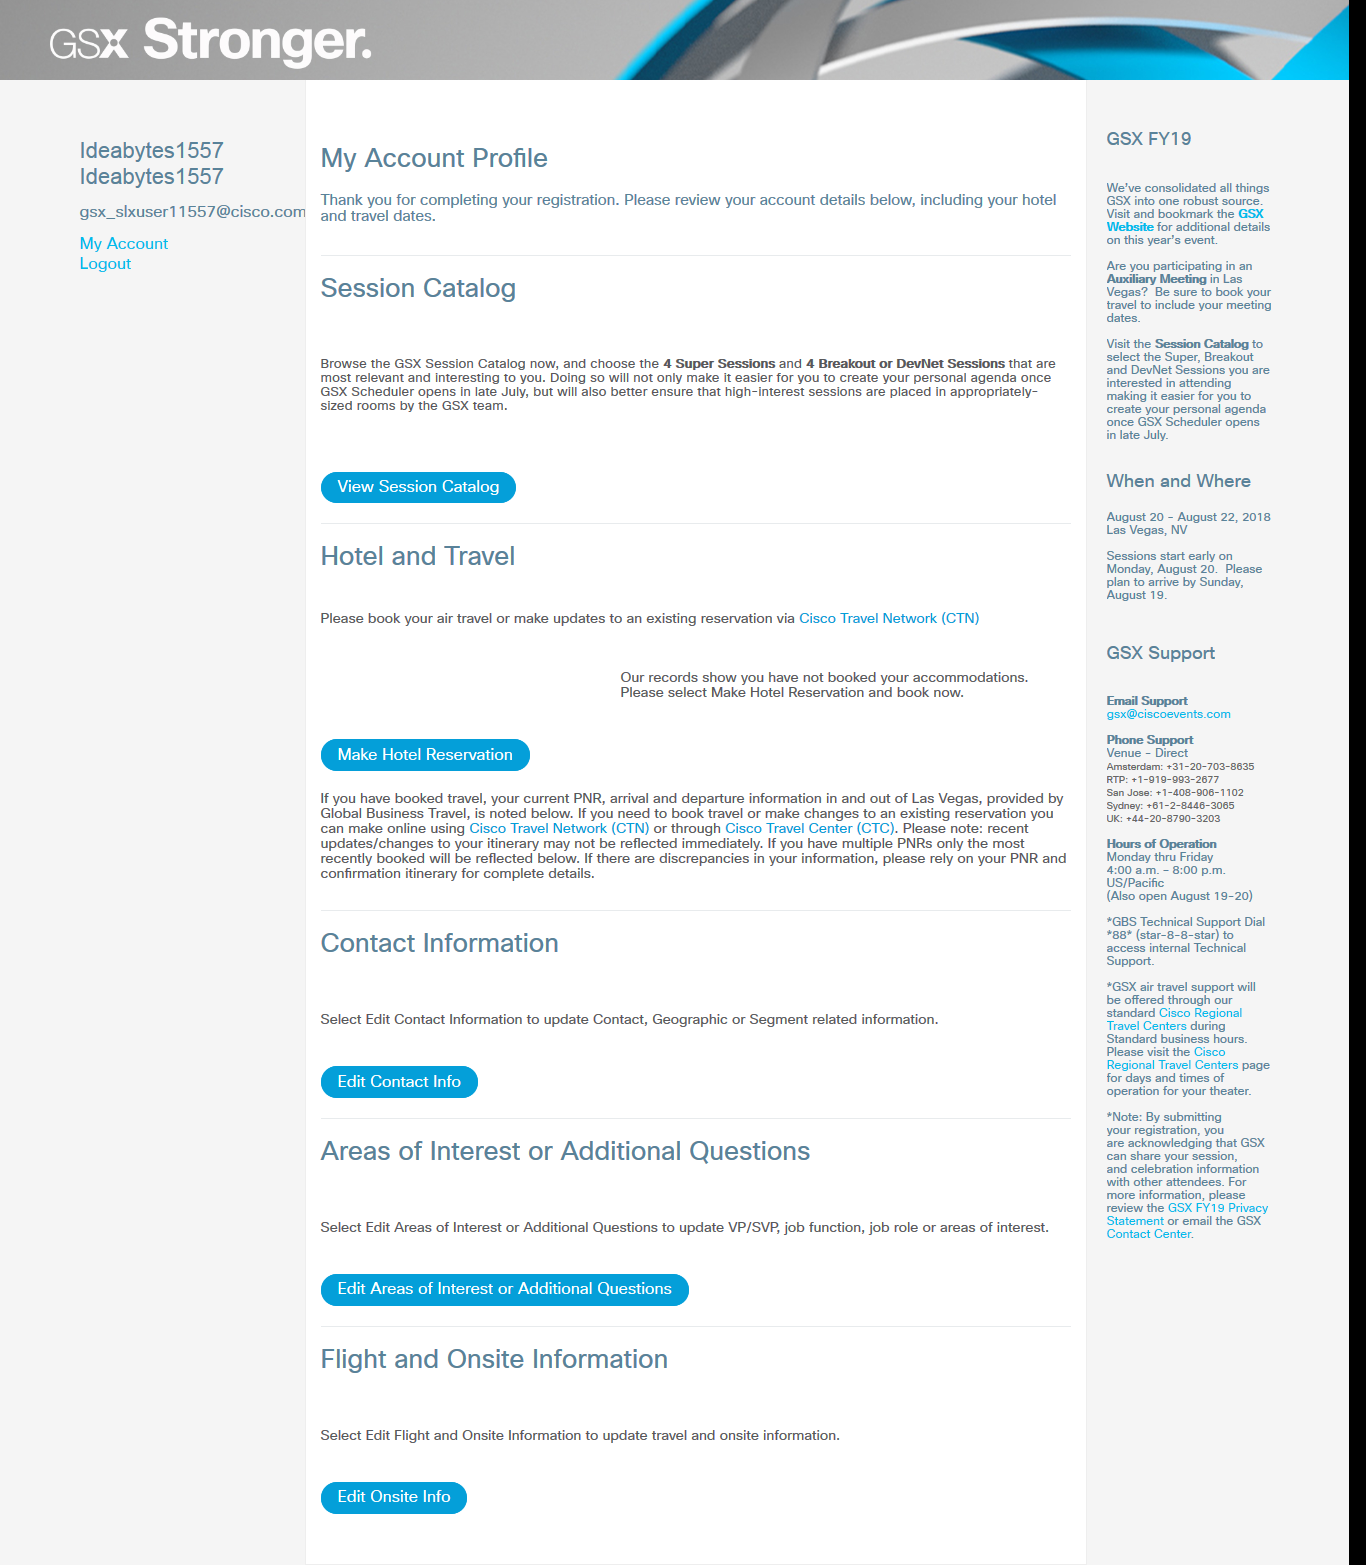 GSX Stronger.
Ideabytes1557
Ideabytes1557
gsx_slxuser11557@cisco.com
My Account
Logout
My Account Profile
Thank you for completing your registration. Please review your account details below, including your hotel
and travel dates.
Session Catalog
Browse the GSX Session Catalog now, and choose the 4 Super Sessions and 4 Breakout or DevNet Sessions that are
most relevant and interesting to you. Doing so will not only make it easier for you to create your personal agenda once
GSX Scheduler opens in late July, but will also better ensure that high-interest sessions are placed in appropriately-
sized rooms by the GSX team.
View Session Catalog
Hotel and Travel
Please book your air travel or make updates to an existing reservation via Cisco Travel Network (CTN)
Our records show you have not booked your accommodations.
Please select Make Hotel Reservation and book now.
Make Hotel Reservation
If you have booked travel, your current PNR, arrival and departure information in and out of Las Vegas, provided by
Global Business Travel, is noted below. If you need to book travel or make changes to an existing reservation you
can make online using Cisco Travel Network (CTN) or through Cisco Travel Center (CTC). Please note: recent
updates/changes to your itinerary may not be reflected immediately. If you have multiple PNRs only the most
recently booked will be reflected below. If there are discrepancies in your information, please rely on your PNR and
confirmation itinerary for complete details.
Contact Information
Select Edit Contact Information to update Contact, Geographic or Segment related information.
Edit Contact Info
Areas of Interest or Additional Questions
Select Edit Areas of Interest or Additional Questions to update VP/SVP, job function, job role or areas of interest.
Edit Areas of Interest or Additional Questions
Flight and Onsite Information
Select Edit Flight and Onsite Information to update travel and onsite information.
Edit Onsite Info
GSX FY19
We've consolidated all things
GSX into one robust source.
Visit and bookmark the GSX
Website for additional details
on this year's event.
Are you participating in an
Auxiliary Meeting in Las
Vegas?  Be sure to book your
travel to include your meeting
dates.
Visit the Session Catalog to
select the Super, Breakout
and DevNet Sessions you are
interested in attending
making it easier for you to
create your personal agenda
once GSX Scheduler opens
in late July.
When and Where
August 20 - August 22, 2018
Las Vegas, NV
Sessions start early on
Monday, August 20.  Please
plan to arrive by Sunday,
August 19.
GSX Support
Email Support
gsx@ciscoevents.com
Phone Support
Venue - Direct
Amsterdam: +31-20-703-8635
RTP: +1-919-993-2677
San Jose: +1-408-906-1102
Sydney: +61-2-8446-3065
UK: +44-20-8790-3203
Hours of Operation
Monday thru Friday
4:00 a.m. - 8:00 p.m.
US/Pacific
(Also open August 19-20)
*GBS Technical Support Dial
*88* (star-8-8-star) to
access internal Technical
Support.
*GSX air travel support will
be offered through our
standard Cisco Regional
Travel Centers during
Standard business hours.
Please visit the Cisco
Regional Travel Centers page
for days and times of
operation for your theater.
*Note: By submitting
your registration, you
are acknowledging that GSX
can share your session,
and celebration information
with other attendees. For
more information, please
review the GSX FY19 Privacy
Statement or email the GSX
Contact Center.